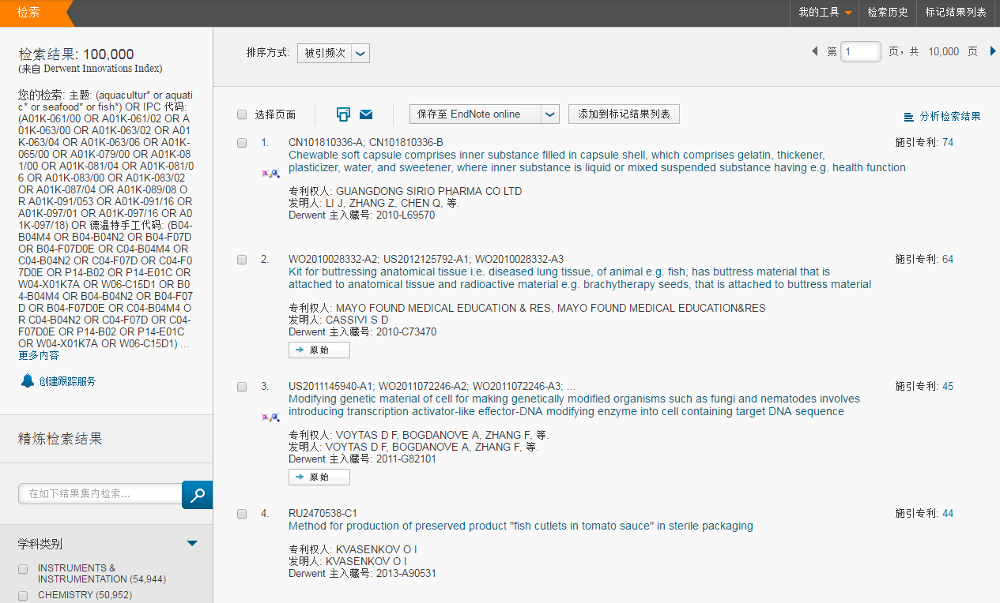 检索
我的工具
检索历史
标记结果列表
检索结果: 100,000
(来自 Derwent Innovations Index)
您的检索: 主题: (aquacultur* or aquati
c* or seafood* or fish*) OR IPC 代码:
(A01K-061/00 OR A01K-061/02 OR A
01K-063/00 OR A01K-063/02 OR A01
K-063/04 OR A01K-063/06 OR A01K-
065/00 OR A01K-079/00 OR A01K-08
1/00 OR A01K-081/04 OR A01K-081/0
6 OR A01K-083/00 OR A01K-083/02
OR A01K-087/04 OR A01K-089/08 O
R A01K-091/053 OR A01K-091/16 OR
A01K-097/01 OR A01K-097/16 OR A0
1K-097/18) OR 德温特手工代码: (B04-
B04M4 OR B04-B04N2 OR B04-F07D
OR B04-F07D0E OR C04-B04M4 OR
C04-B04N2 OR C04-F07D OR C04-F0
7D0E OR P14-B02 OR P14-E01C OR
W04-X01K7A OR W06-C15D1 OR B0
4-B04M4 OR B04-B04N2 OR B04-F07
D OR B04-F07D0E OR C04-B04M4 O
R C04-B04N2 OR C04-F07D OR C04-
F07D0E OR P14-B02 OR P14-E01C
OR W04-X01K7A OR W06-C15D1) ...
更多内容
创建跟踪服务
精炼检索结果
在如下结果集内检索...
学科类别
INSTRUMENTS &
INSTRUMENTATION (54,944)
CHEMISTRY (50,952)
排序方式: 被引频次
第 1 页，共 10,000 页
选择页面
保存至 EndNote online
添加到标记结果列表
分析检索结果
1. CN101810336-A; CN101810336-B
施引专利: 74
Chewable soft capsule comprises inner substance filled in capsule shell, which comprises gelatin, thickener,
plasticizer, water, and sweetener, where inner substance is liquid or mixed suspended substance having e.g. health function
专利权人: GUANGDONG SIRIO PHARMA CO LTD
发明人: LI J, ZHANG Z, CHEN Q, 等.
Derwent 主入藏号: 2010-L69570
2. WO2010028332-A2; US2012125792-A1; WO2010028332-A3
施引专利: 64
Kit for buttressing anatomical tissue i.e. diseased lung tissue, of animal e.g. fish, has buttress material that is
attached to anatomical tissue and radioactive material e.g. brachytherapy seeds, that is attached to buttress material
专利权人: MAYO FOUND MEDICAL EDUCATION & RES, MAYO FOUND MEDICAL EDUCATION&RES
发明人: CASSIVI S D
Derwent 主入藏号: 2010-C73470
原始
3. US2011145940-A1; WO2011072246-A2; WO2011072246-A3; ...
施引专利: 45
Modifying genetic material of cell for making genetically modified organisms such as fungi and nematodes involves
introducing transcription activator-like effector-DNA modifying enzyme into cell containing target DNA sequence
专利权人: VOYTAS D F, BOGDANOVE A, ZHANG F, 等.
发明人: VOYTAS D F, BOGDANOVE A, ZHANG F, 等.
Derwent 主入藏号: 2011-G82101
原始
4. RU2470538-C1
施引专利: 44
Method for production of preserved product "fish cutlets in tomato sauce" in sterile packaging
专利权人: KVASENKOV O I
发明人: KVASENKOV O I
Derwent 主入藏号: 2013-A90531